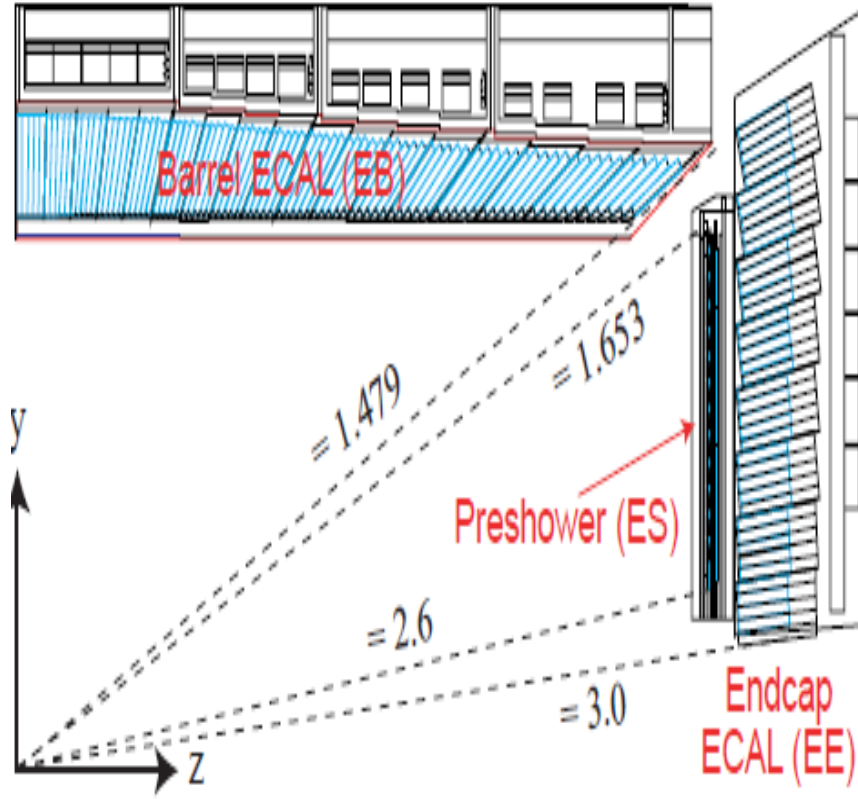 Barrel ECAL (EB)
= 1.653
= 1.479
y
Preshower (ES)
= 2.6
= 3.0
Endcap
ECAL (EE)
z